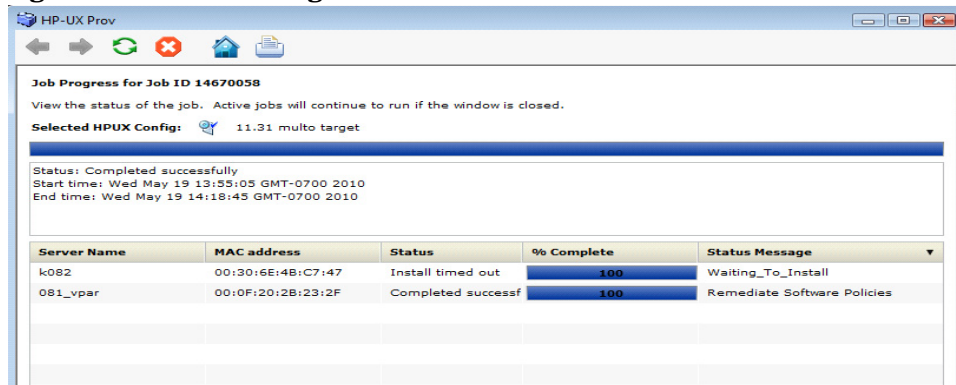 HP-UX Prov
Job Progress for Job ID 14670058
View the status of the job. Active jobs will continue to run if the window is closed.
Selected HPUX Config: 11.31 multo target
Status: Completed successfully
Start time: Wed May 19 13:55:05 GMT-0700 2010
End time: Wed May 19 14:18:45 GMT-0700 2010
Server Name MAC address Status % Complete Status Message
k082 00:30:6E:4B:C7:47 Install timed out 100 Waiting_To_Install
081_vpar 00:0F:20:2B:23:2F Completed successf 100 Remediate Software Policies